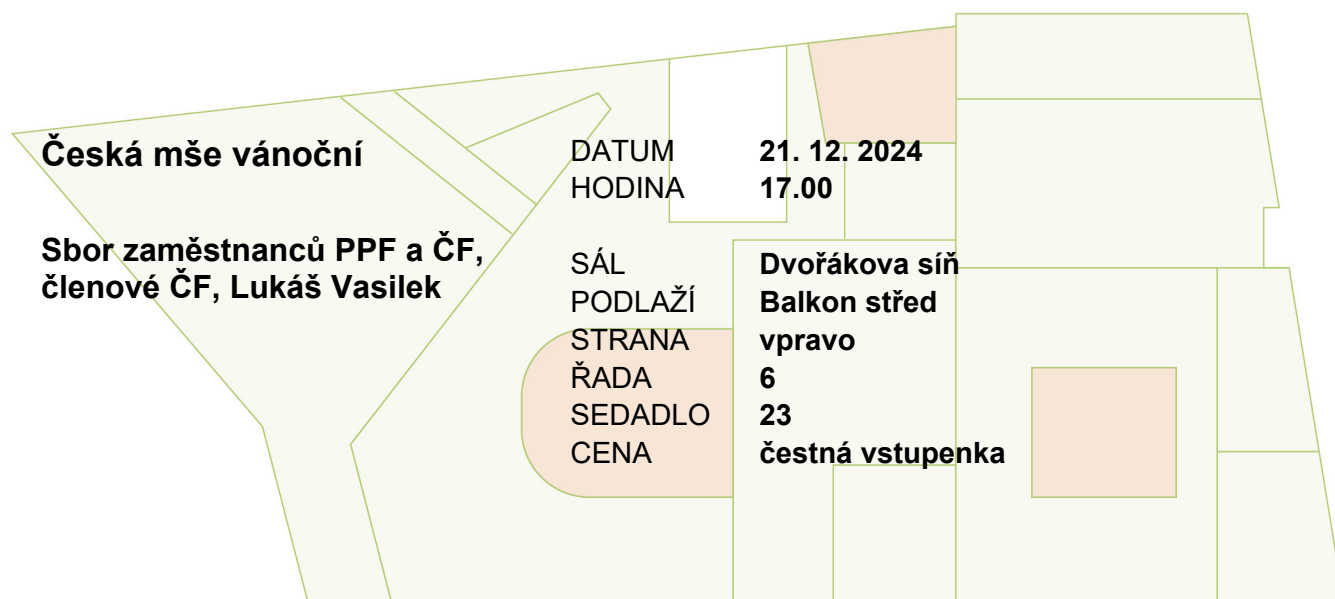 Česká mše vánoční
Sbor zaměstnanců PPF a ČF,
členové ČF, Lukáš Vasilek
DATUM 21. 12. 2024
HODINA 17.00
SÁL Dvořákova síň
PODLAŽÍ Balkon střed
STRANA vpravo
ŘADA 6
SEDADLO 23
CENA čestná vstupenka